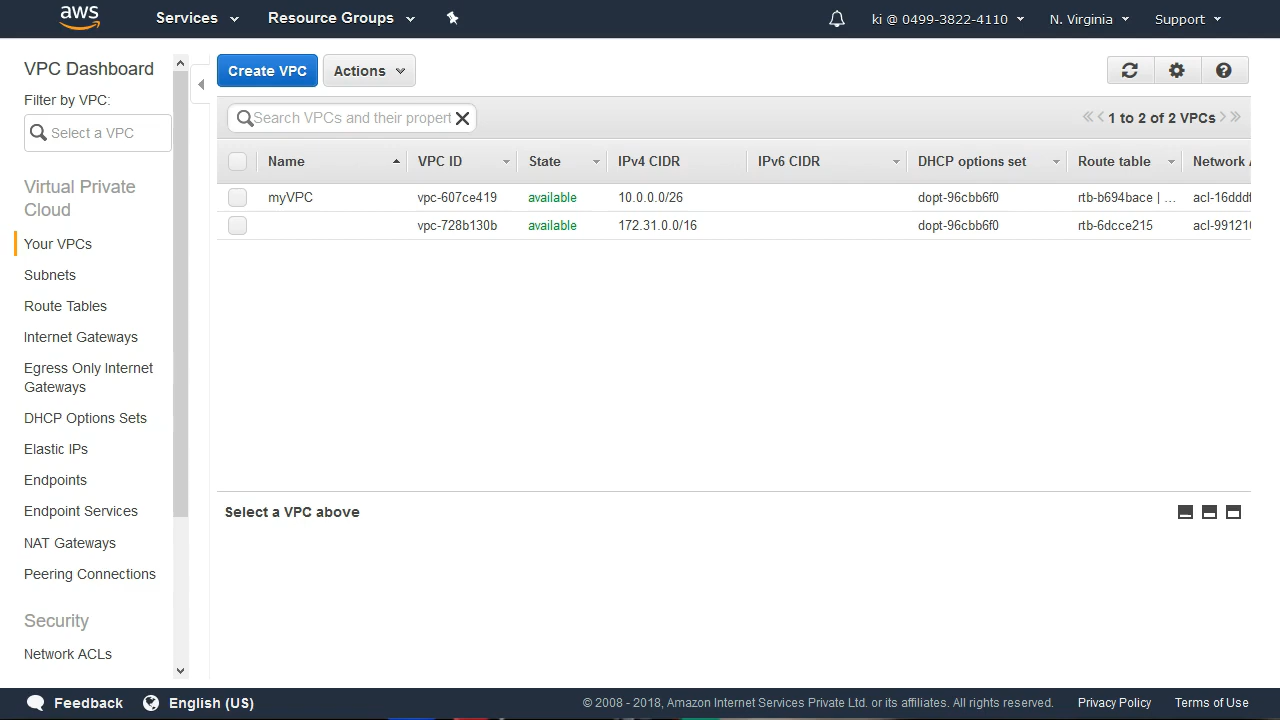 aws Services Resource Groups ki @ 0499-3822-4110 N. Virginia Support
VPC Dashboard
Filter by VPC:
Select a VPC
Virtual Private
Cloud
Your VPCs
Subnets
Route Tables
Internet Gateways
Egress Only Internet
Gateways
DHCP Options Sets
Elastic IPs
Endpoints
Endpoint Services
NAT Gateways
Peering Connections
Security
Network ACLs
Create VPC Actions
Search VPCs and their propert
1 to 2 of 2 VPCs
Name VPC ID State IPv4 CIDR IPv6 CIDR DHCP options set Route table Network
myVPC vpc-607ce419 available 10.0.0.0/26 dopt-96cbb6f0 rtb-b694bace | ... acl-16ddd
vpc-728b130b available 172.31.0.0/16 dopt-96cbb6f0 rtb-6dcce215 acl-99121
Select a VPC above
Feedback English (US) © 2008 - 2018, Amazon Internet Services Private Ltd. or its affiliates. All rights reserved. Privacy Policy Terms of Use